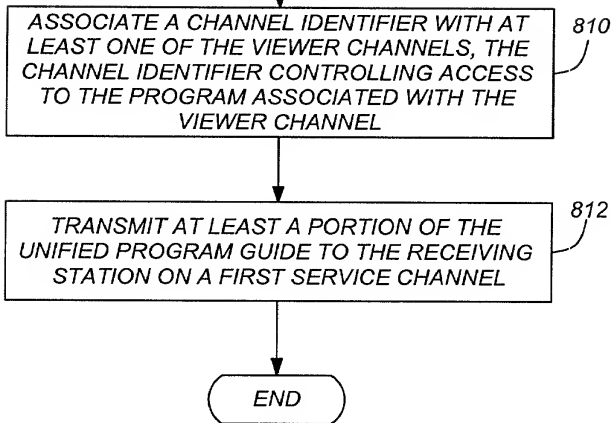 ASSOCIATE A CHANNEL IDENTIFIER WITH AT
LEAST ONE OF THE VIEWER CHANNELS, THE
CHANNEL IDENTIFIER CONTROLLING ACCESS
TO THE PROGRAM ASSOCIATED WITH THE
VIEWER CHANNEL
810
TRANSMIT AT LEAST A PORTION OF THE
UNIFIED PROGRAM GUIDE TO THE RECEIVING
STATION ON A FIRST SERVICE CHANNEL
812
END